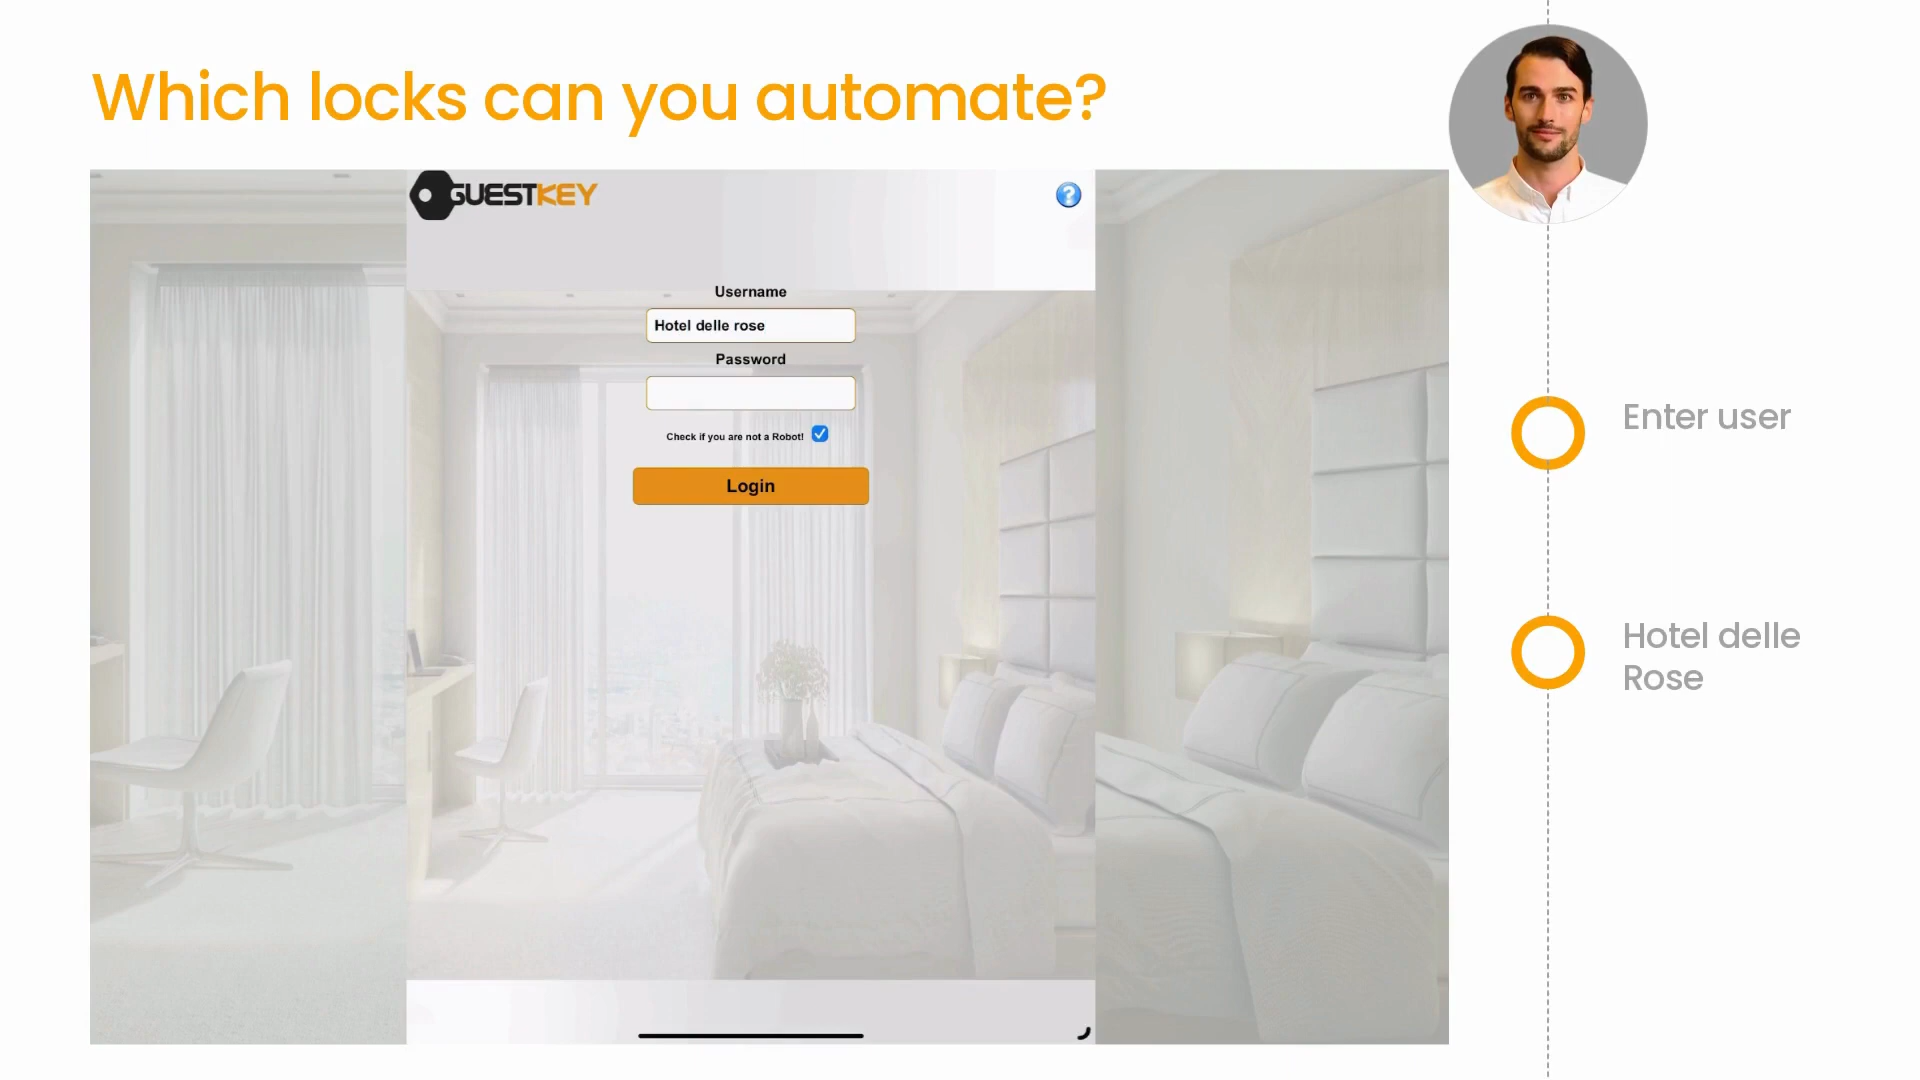 Which locks can you automate?
GUESTKEY
?
Username
Hotel delle rose
Password
Check if you are not a Robot!
Login
Enter user
Hotel delle
Rose